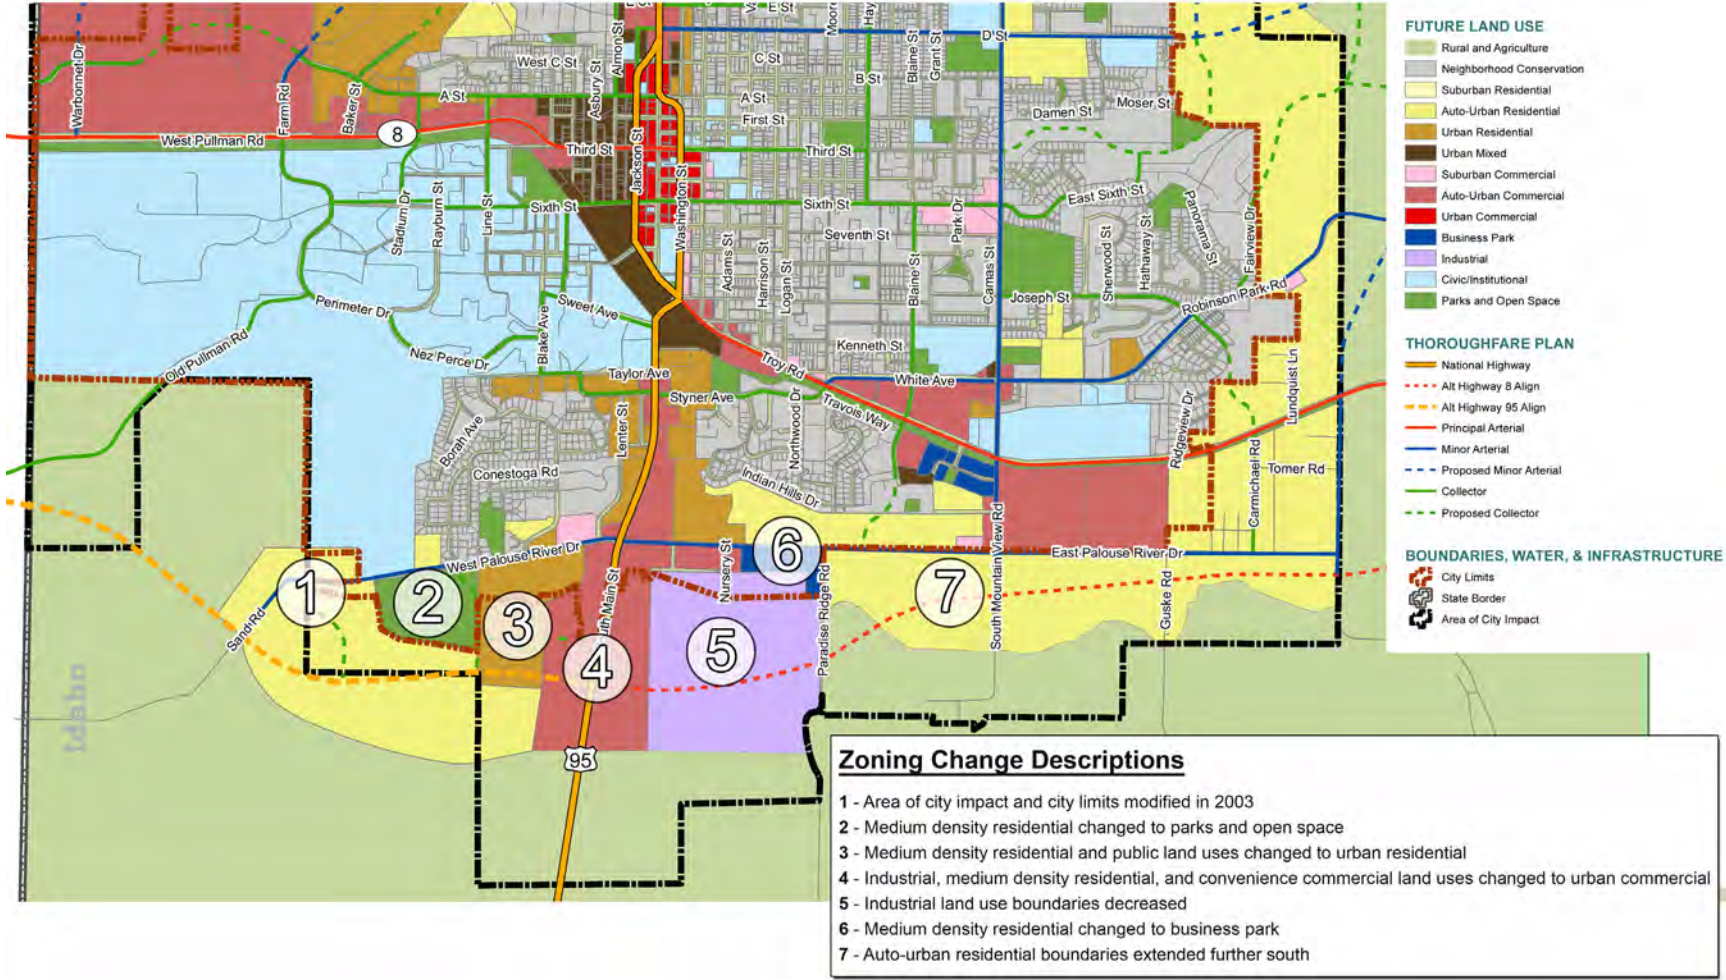 E St
D St
West C St
C St
B St
A St
A St
First St
Third St
Third St
Sixth St
Sixth St
East Sixth St
Seventh St
Damen St
Moser St
Warbonnet Dr
Farm Rd
Baker St
Asbury St
Almon St
Jackson St
Washington St
Blaine St
Grant St
West Pullman Rd
8
Stadium Dr
Rayburn St
Line St
Perimeter Dr
Old Pullman Rd
Nez Perce Dr
Blake Ave
Sweet Ave
Taylor Ave
Styner Ave
Adams St
Harrison St
Logan St
Kenneth St
Blaine St
Park Dr
Camas St
Joseph St
Sherwood St
Hathaway St
Panorama St
Fairview Dr
Robinson Park Rd
Troy Rd
Travois Way
White Ave
Northwood Dr
Indian Hills Dr
Borah Ave
Conestoga Rd
Lenter St
Ridgeview Dr
Lundquist Ln
Carmichael Rd
Tomer Rd
West Palouse River Dr
East Palouse River Dr
Nursery St
Paradise Ridge Rd
South Mountain View Rd
Guske Rd
Sand Rd
uth Main St
1
2
3
4
5
6
7
95
Idaho
FUTURE LAND USE
Rural and Agriculture
Neighborhood Conservation
Suburban Residential
Auto-Urban Residential
Urban Residential
Urban Mixed
Suburban Commercial
Auto-Urban Commercial
Urban Commercial
Business Park
Industrial
Civic/Institutional
Parks and Open Space
THOROUGHFARE PLAN
National Highway
Alt Highway 8 Align
Alt Highway 95 Align
Principal Arterial
Minor Arterial
Proposed Minor Arterial
Collector
Proposed Collector
BOUNDARIES, WATER, & INFRASTRUCTURE
City Limits
State Border
Area of City Impact
Zoning Change Descriptions
1 - Area of city impact and city limits modified in 2003
2 - Medium density residential changed to parks and open space
3 - Medium density residential and public land uses changed to urban residential
4 - Industrial, medium density residential, and convenience commercial land uses changed to urban commercial
5 - Industrial land use boundaries decreased
6 - Medium density residential changed to business park
7 - Auto-urban residential boundaries extended further south